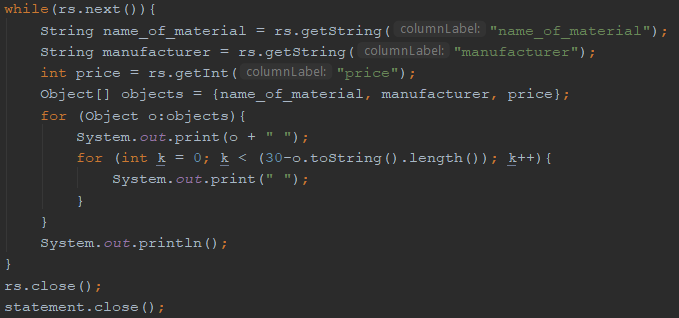 while(rs.next()){
    String name_of_material = rs.getString( columnLabel: "name_of_material");
    String manufacturer = rs.getString( columnLabel: "manufacturer");
    int price = rs.getInt( columnLabel: "price");
    Object[] objects = {name_of_material, manufacturer, price};
    for (Object o:objects){
        System.out.print(o + " ");
        for (int k = 0; k < (30-o.toString().length()); k++){
            System.out.print(" ");
        }
    }
    System.out.println();
}
rs.close();
statement.close();